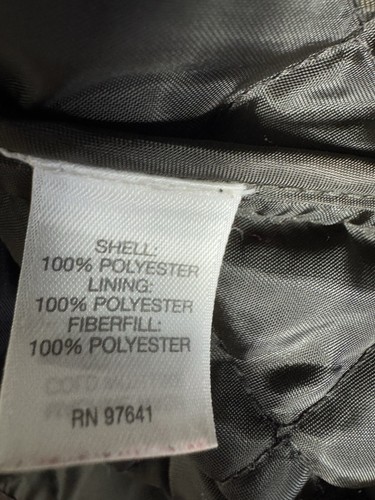 SHELL:
100% POLYESTER
LINING:
100% POLYESTER
FIBERFILL:
100% POLYESTER
RN 97641